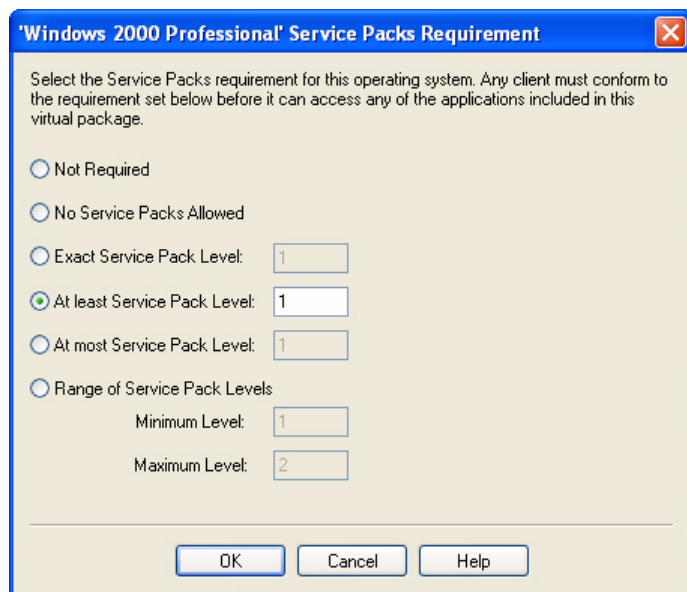 'Windows 2000 Professional' Service Packs Requirement
Select the Service Packs requirement for this operating system. Any client must conform to
the requirement set below before it can access any of the applications included in this
virtual package.
Not Required
No Service Packs Allowed
Exact Service Pack Level: 1
At least Service Pack Level: 1
At most Service Pack Level: 1
Range of Service Pack Levels
Minimum Level: 1
Maximum Level: 2
OK Cancel Help